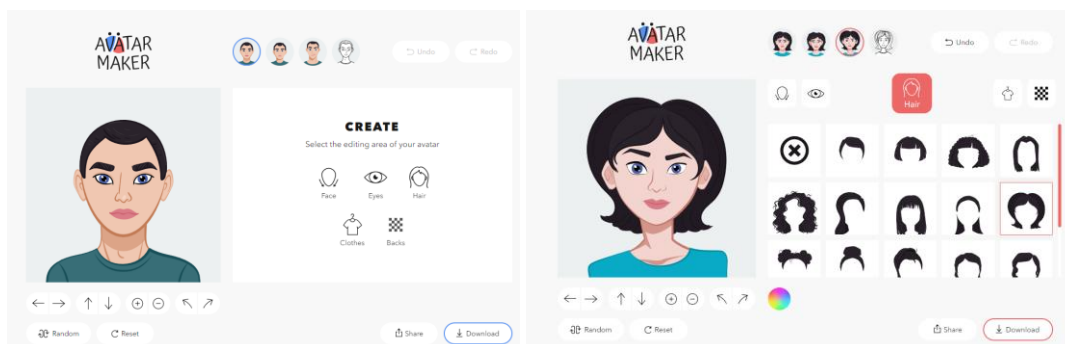 AVATAR
MAKER
Undo
Redo
CREATE
Select the editing area of your avatar
Face
Eyes
Hair
Clothes
Backs
Random
Reset
Share
Download
AVATAR
MAKER
Undo
Redo
Hair
Random
Reset
Share
Download